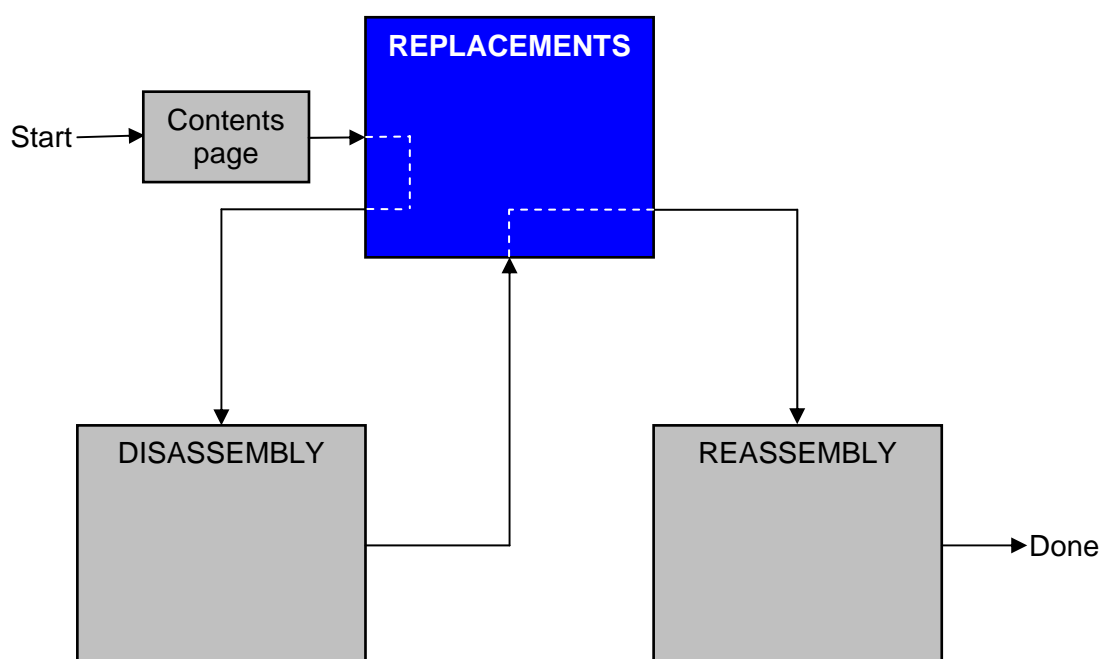 REPLACEMENTS
Start
Contents
page
DISASSEMBLY
REASSEMBLY
Done